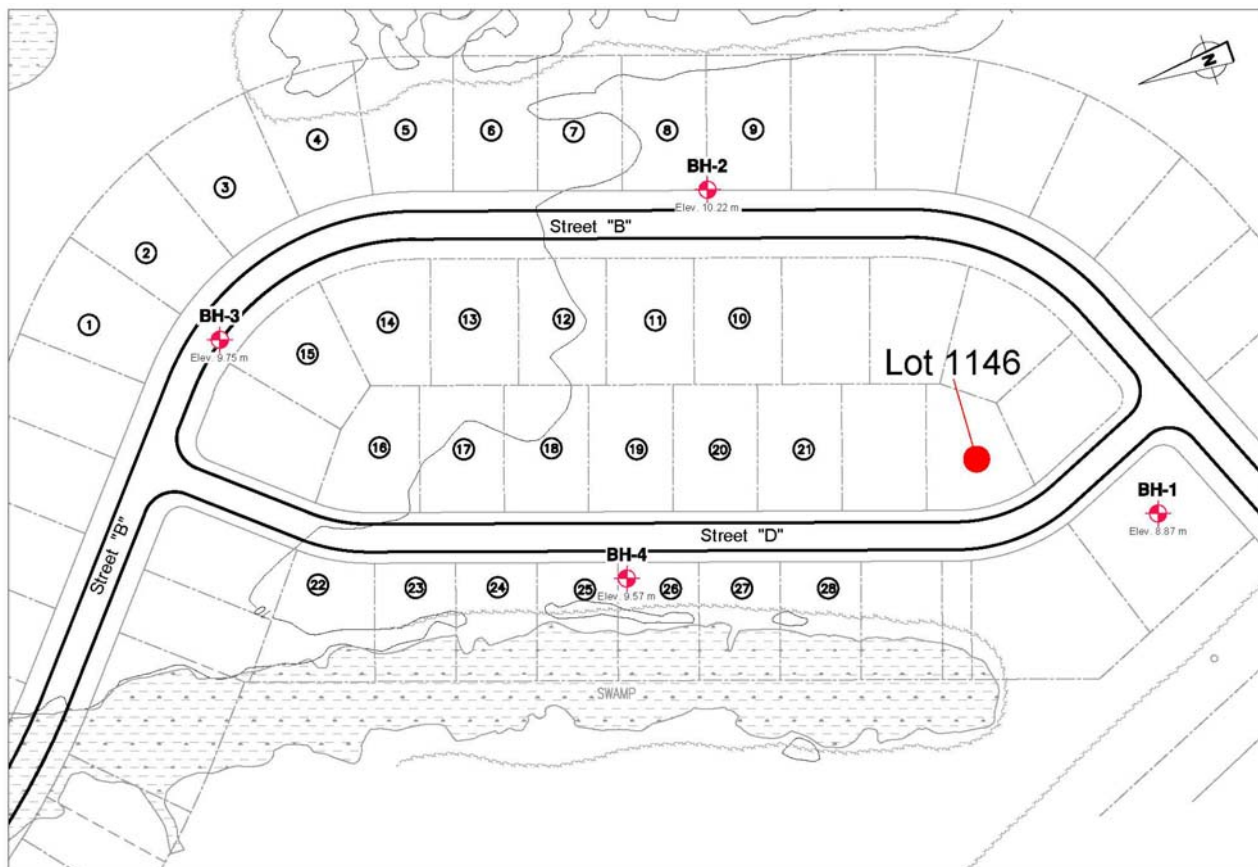 N
4
5
6
7
8
9
BH-2
3
Elev. 10.22 m
Street "B"
2
BH-3
14
13
12
11
10
1
Elev. 9.75 m
15
Lot 1146
16
17
18
19
20
21
BH-1
Elev. 8.87 m
Street "D"
Street "B"
BH-4
22
23
24
25
26
27
28
Elev. 9.57 m
SWAMP